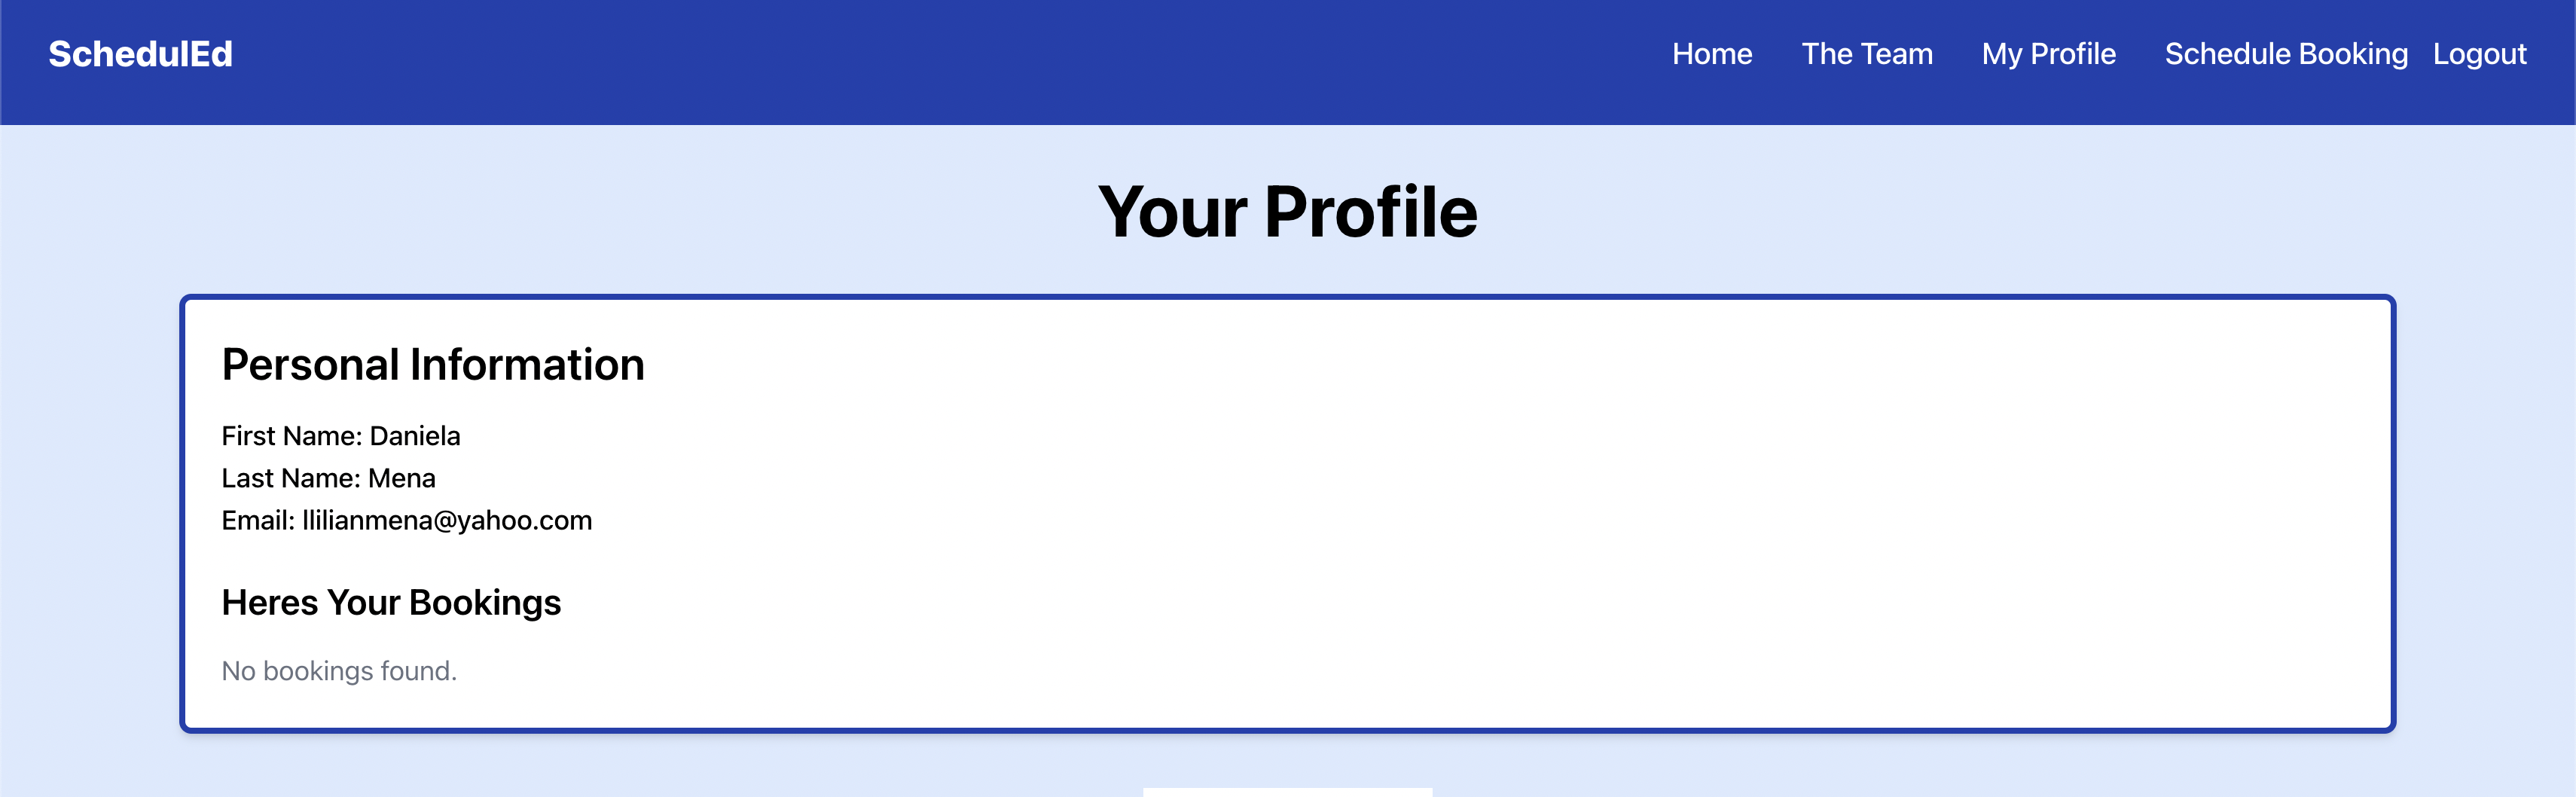 SchedulEd
Home The Team My Profile Schedule Booking Logout
Your Profile
Personal Information
First Name: Daniela
Last Name: Mena
Email: llilianmena@yahoo.com
Heres Your Bookings
No bookings found.